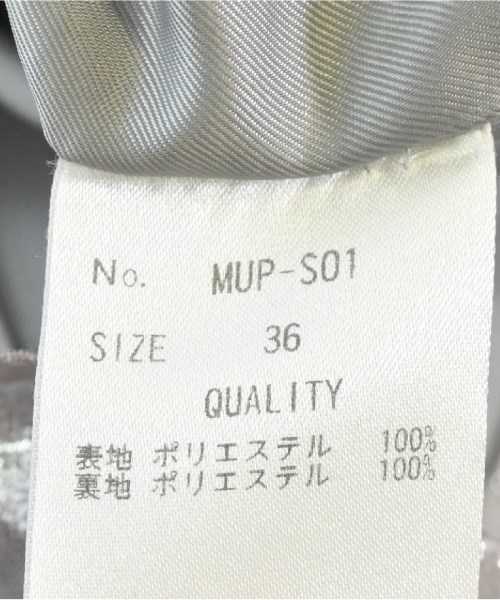 No. MUP-S01
SIZE 36
QUALITY
表地 ポリエステル 100%
裏地 ポリエステル 100%